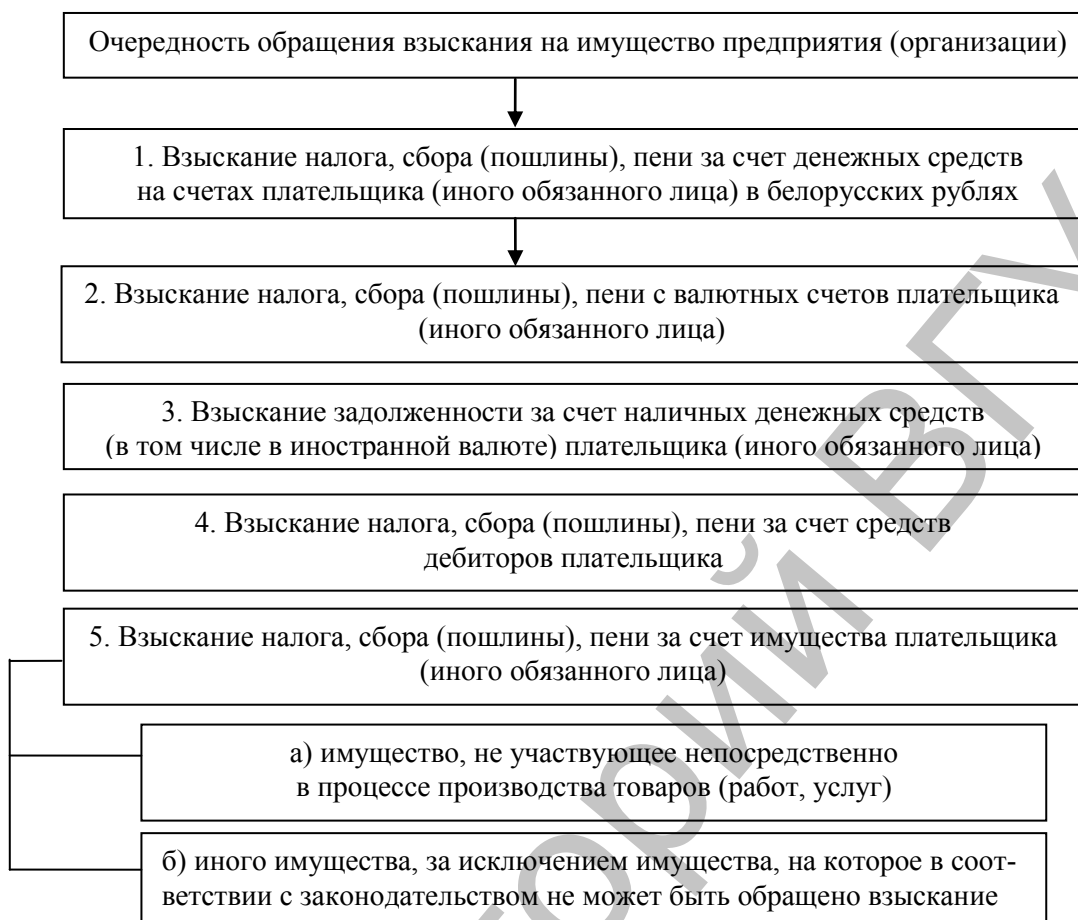 Очередность обращения взыскания на имущество предприятия (организации)
1. Взыскание налога, сбора (пошлины), пени за счет денежных средств
на счетах плательщика (иного обязанного лица) в белорусских рублях
2. Взыскание налога, сбора (пошлины), пени с валютных счетов плательщика
(иного обязанного лица)
3. Взыскание задолженности за счет наличных денежных средств
(в том числе в иностранной валюте) плательщика (иного обязанного лица)
4. Взыскание налога, сбора (пошлины), пени за счет средств
дебиторов плательщика
5. Взыскание налога, сбора (пошлины), пени за счет имущества плательщика
(иного обязанного лица)
а) имущество, не участвующее непосредственно
в процессе производства товаров (работ, услуг)
б) иного имущества, за исключением имущества, на которое в соот-
ветствии с законодательством не может быть обращено взыскание